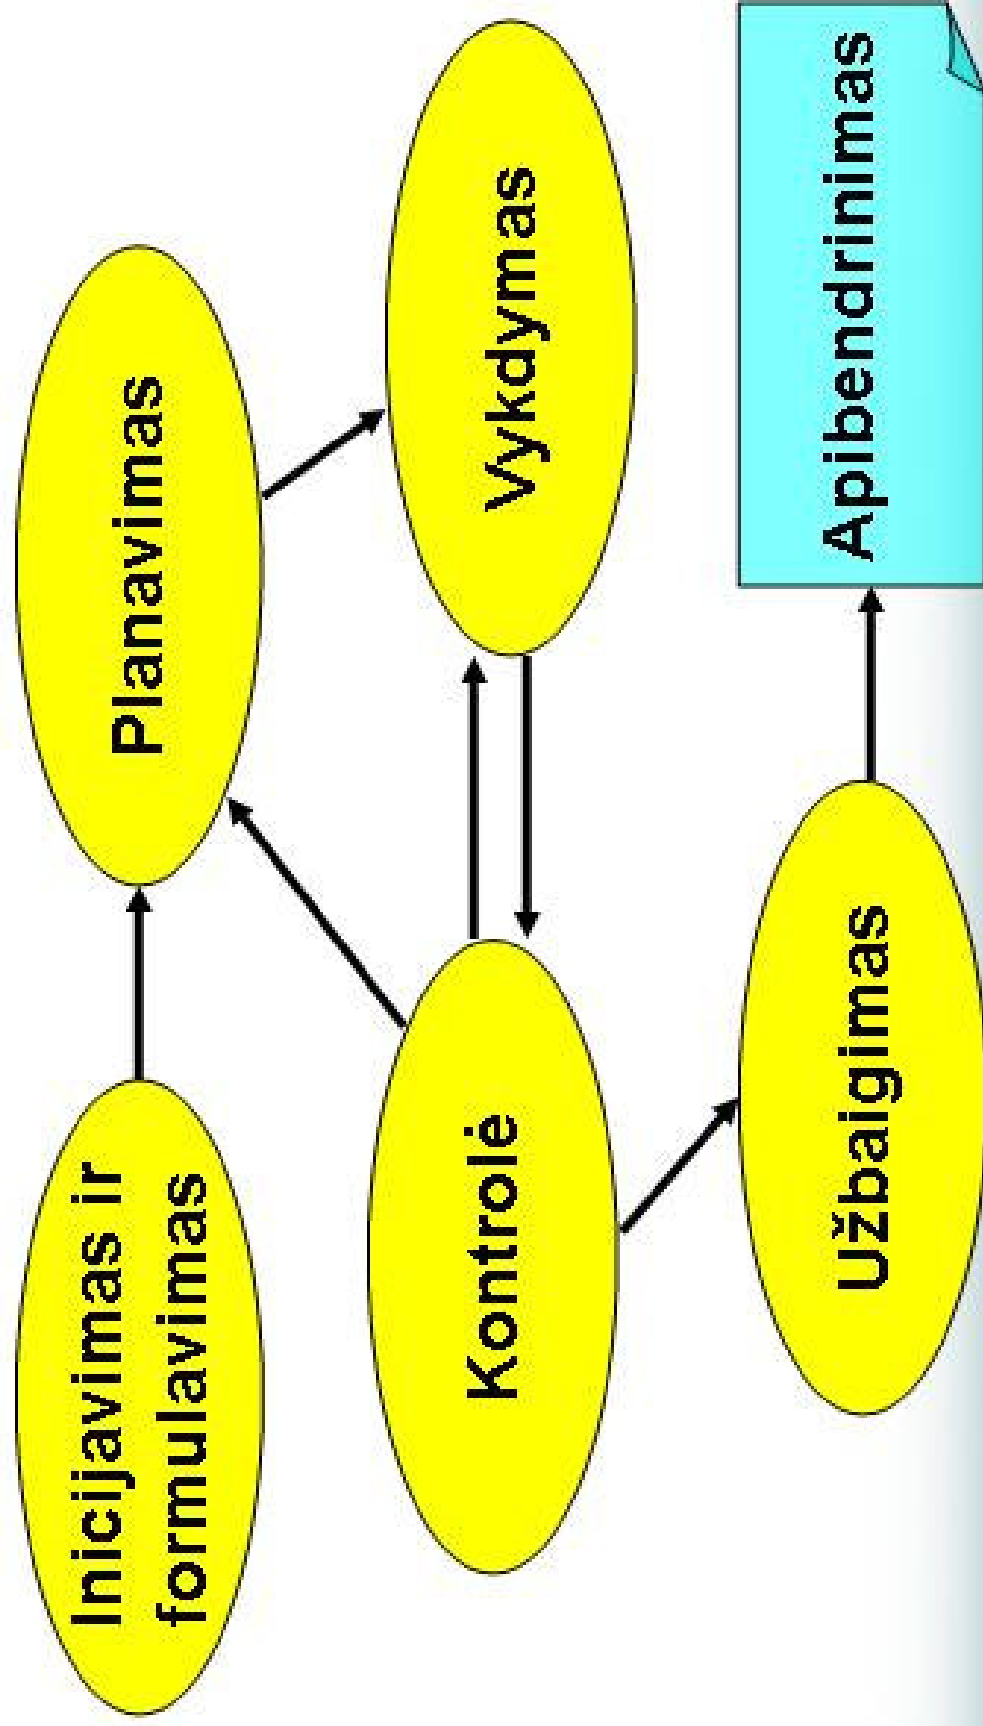 Inicijavimas ir
formulavimas
Planavimas
Kontrolė
Vykdymas
Užbaigimas
Apibendrinimas